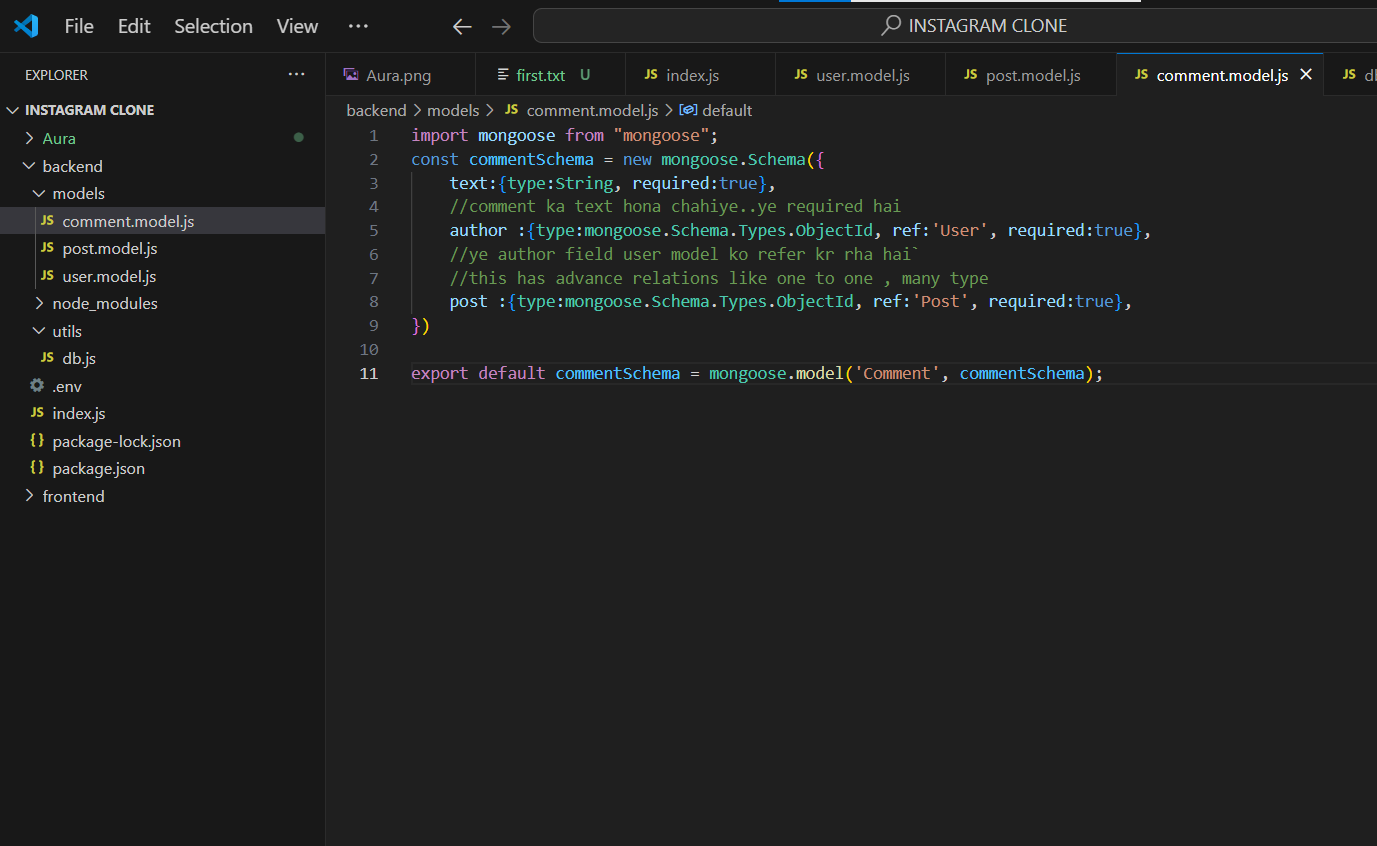 File Edit Selection View ···
INSTAGRAM CLONE
EXPLORER ···
INSTAGRAM CLONE
Aura
backend
models
JS comment.model.js
JS post.model.js
JS user.model.js
node_modules
utils
JS db.js
.env
JS index.js
{} package-lock.json
{} package.json
frontend
Aura.png
first.txt U
JS index.js
JS user.model.js
JS post.model.js
JS comment.model.js
JS
backend > models > JS comment.model.js > default
1 import mongoose from "mongoose";
2 const commentSchema = new mongoose.Schema({
3 text:{type:String, required:true},
4 //comment ka text hona chahiye..ye required hai
5 author :{type:mongoose.Schema.Types.ObjectId, ref:'User', required:true},
6 //ye author field user model ko refer kr rha hai`
7 //this has advance relations like one to one , many type
8 post :{type:mongoose.Schema.Types.ObjectId, ref:'Post', required:true},
9 })
10
11 export default commentSchema = mongoose.model('Comment', commentSchema);